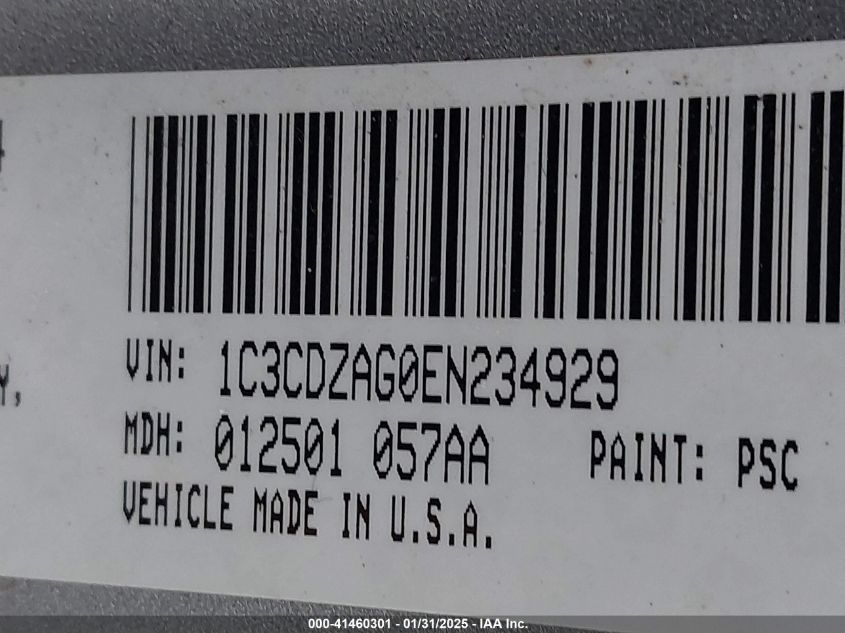 VIN: 1C3CDZAG0EN234929
MDH: 012501 057AA PAINT: PSC
VEHICLE MADE IN U.S.A.
Y,
000-41460301 - 01/31/2025 - IAA Inc.